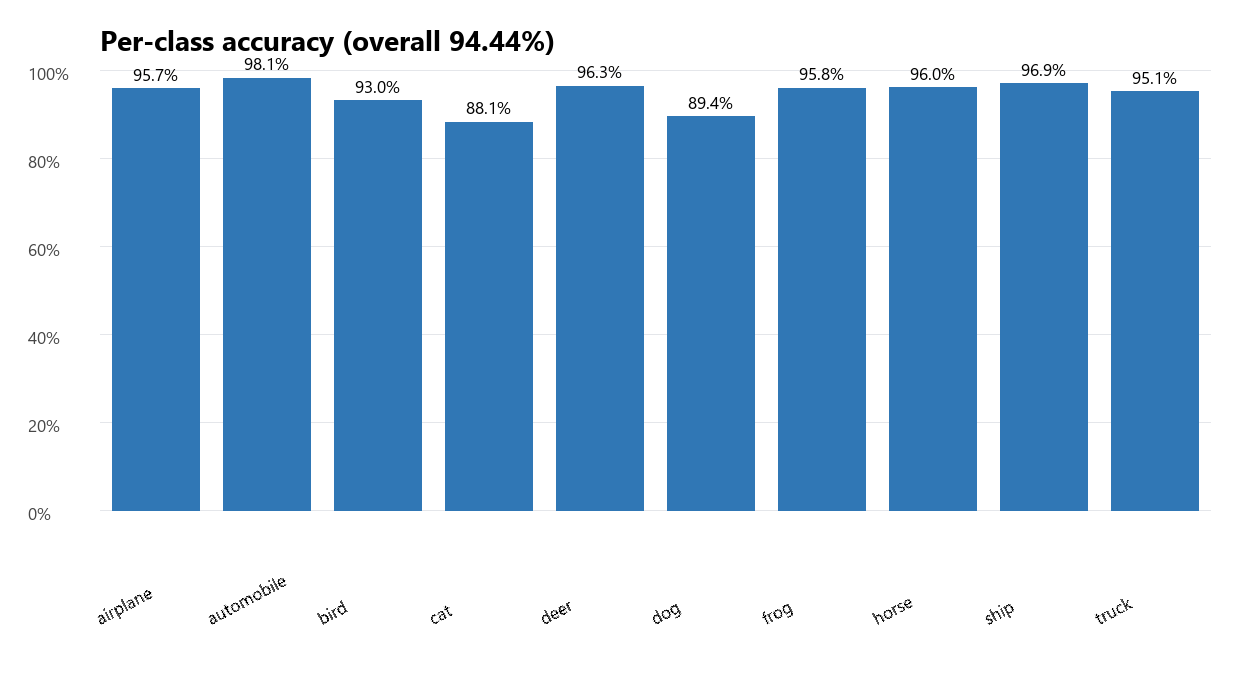 Per-class accuracy (overall 94.44%)
100%
80%
60%
40%
20%
0%
95.7%
98.1%
93.0%
88.1%
96.3%
89.4%
95.8%
96.0%
96.9%
95.1%
airplane
automobile
bird
cat
deer
dog
frog
horse
ship
truck